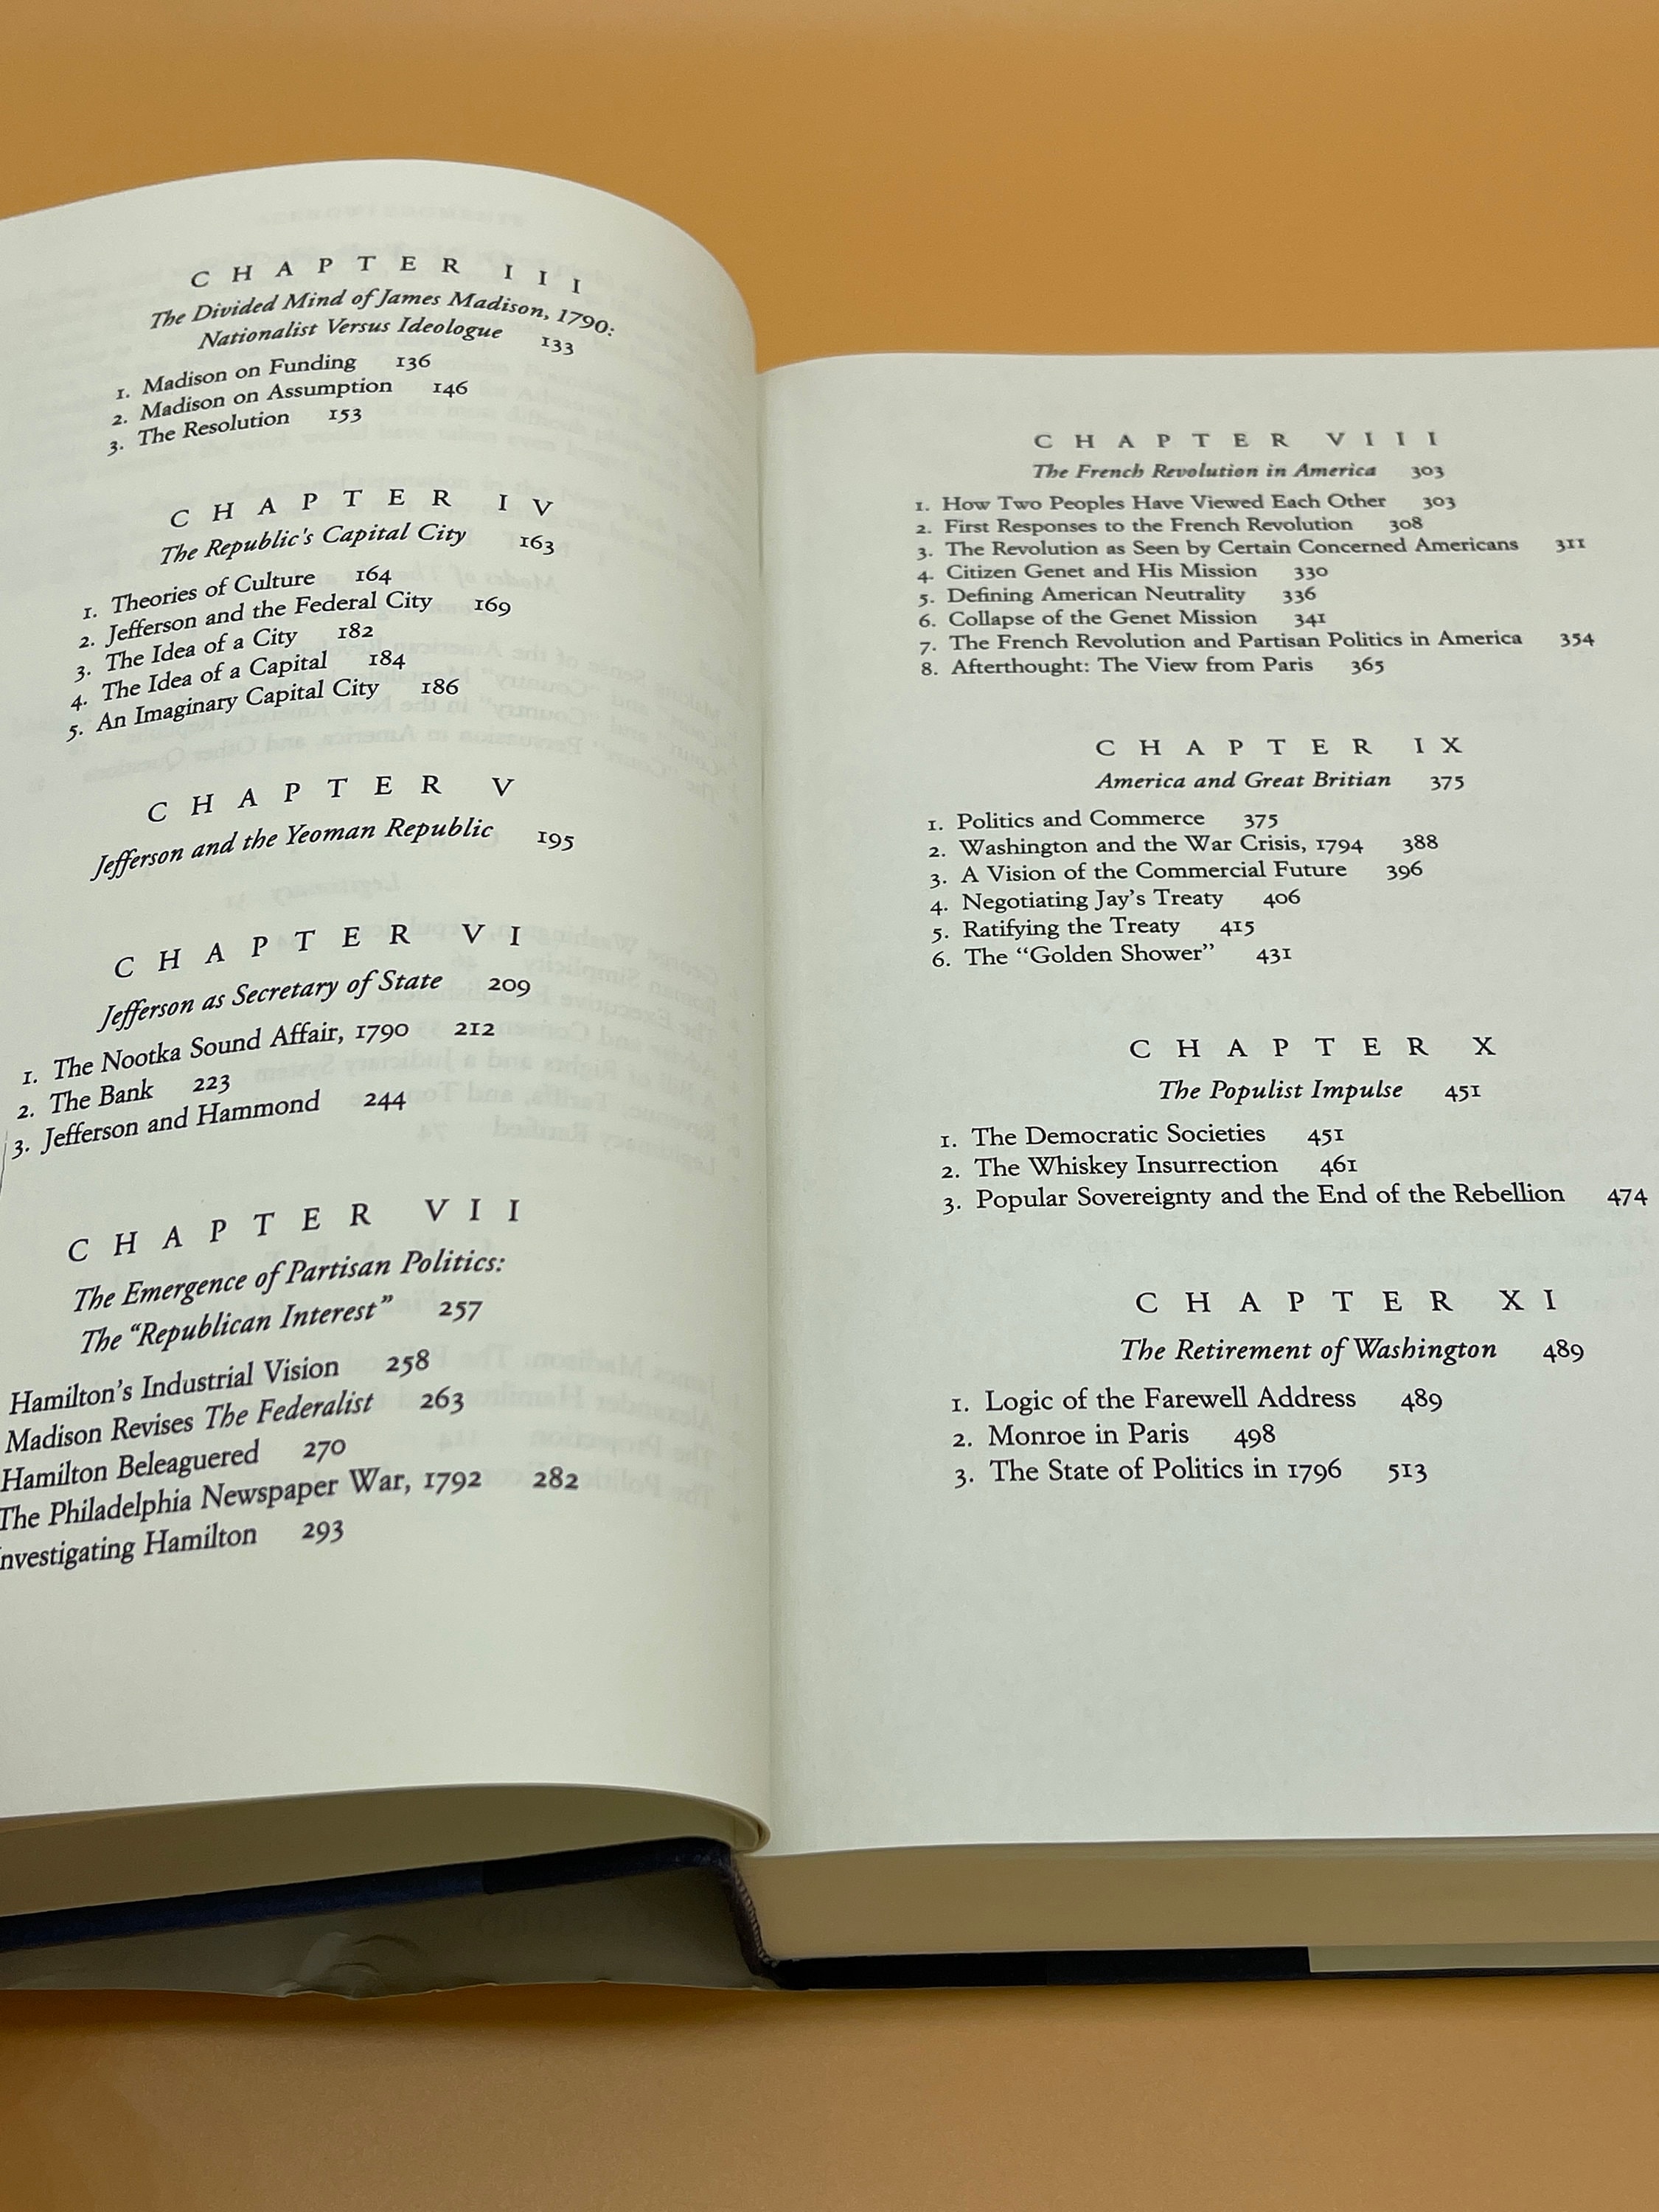 CHAPTER III
The Divided Mind of James Madison, 1790:
Nationalist Versus Ideologue 133
1. Madison on Funding 136
2. Madison on Assumption 146
3. The Resolution 153
CHAPTER IV
The Republic's Capital City 163
1. Theories of Culture 164
2. Jefferson and the Federal City 169
3. The Idea of a City 182
4. The Idea of a Capital 184
5. An Imaginary Capital City 186
CHAPTER V
Jefferson and the Yeoman Republic 195
CHAPTER VI
Jefferson as Secretary of State 209
1. The Nootka Sound Affair, 1790 212
2. The Bank 223
3. Jefferson and Hammond 244
CHAPTER VII
The Emergence of Partisan Politics:
The “Republican Interest” 257
Hamilton’s Industrial Vision 258
Madison Revises The Federalist 263
Hamilton Beleaguered 270
The Philadelphia Newspaper War, 1792 282
nvestigating Hamilton 293
CHAPTER VIII
The French Revolution in America 303
1. How Two Peoples Have Viewed Each Other 303
2. First Responses to the French Revolution 308
3. The Revolution as Seen by Certain Concerned Americans 311
4. Citizen Genet and His Mission 330
5. Defining American Neutrality 336
6. Collapse of the Genet Mission 341
7. The French Revolution and Partisan Politics in America 354
8. Afterthought: The View from Paris 365
CHAPTER IX
America and Great Britian 375
1. Politics and Commerce 375
2. Washington and the War Crisis, 1794 388
3. A Vision of the Commercial Future 396
4. Negotiating Jay’s Treaty 406
5. Ratifying the Treaty 415
6. The “Golden Shower” 431
CHAPTER X
The Populist Impulse 451
1. The Democratic Societies 451
2. The Whiskey Insurrection 461
3. Popular Sovereignty and the End of the Rebellion 474
CHAPTER XI
The Retirement of Washington 489
1. Logic of the Farewell Address 489
2. Monroe in Paris 498
3. The State of Politics in 1796 513